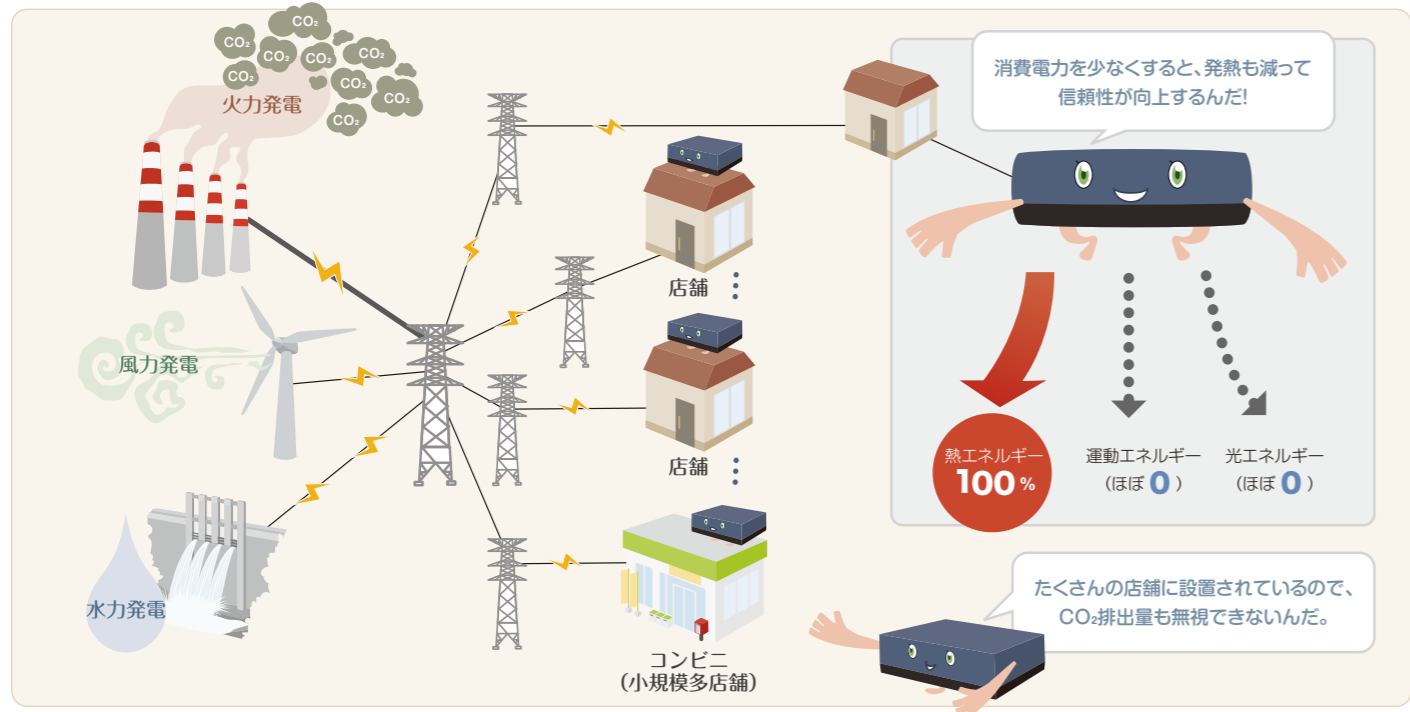 CO₂
CO₂
CO₂
CO₂
CO₂
CO₂
CO₂
CO₂
CO₂
火力発電
風力発電
水力発電
店舗
店舗
コンビニ
（小規模多店舗）
消費電力を少なくすると、発熱も減って
信頼性が向上するんだ!
熱エネルギー
100%
運動エネルギー
（ほぼ 0 ）
光エネルギー
（ほぼ 0 ）
たくさんの店舗に設置されているので、
CO₂排出量も無視できないんだ。